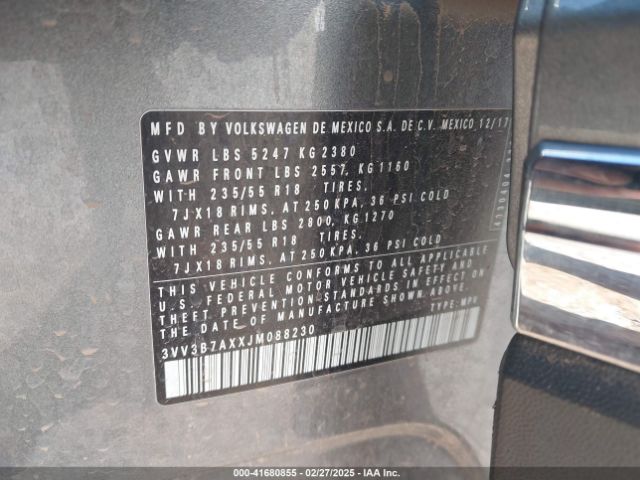 MFD BY VOLKSWAGEN DE MEXICO S.A. DE C.V. MEXICO 12/17
GVWR LBS 5247 KG 2380
GAWR FRONT LBS 2557, KG 1160
WITH 235/55 R18 TIRES,
7JX18 RIMS, AT 250KPA, 36 PSI COLD
GAWR REAR LBS 2800, KG1270
WITH 235/55 R18 TIRES,
7JX18 RIMS, AT 250 KPA, 36 PSI COLD
THIS VEHICLE CONFORMS TO ALL APPLICABLE
U.S. FEDERAL MOTOR VEHICLE SAFETY AND
THEFT PREVENTION STANDARDS IN EFFECT ON
THE DATE OF MANUFACTURE SHOWN ABOVE.
3VV3B7AXXJM088230 TYPE: MPV
000-41680855 - 02/27/2025 - IAA Inc.